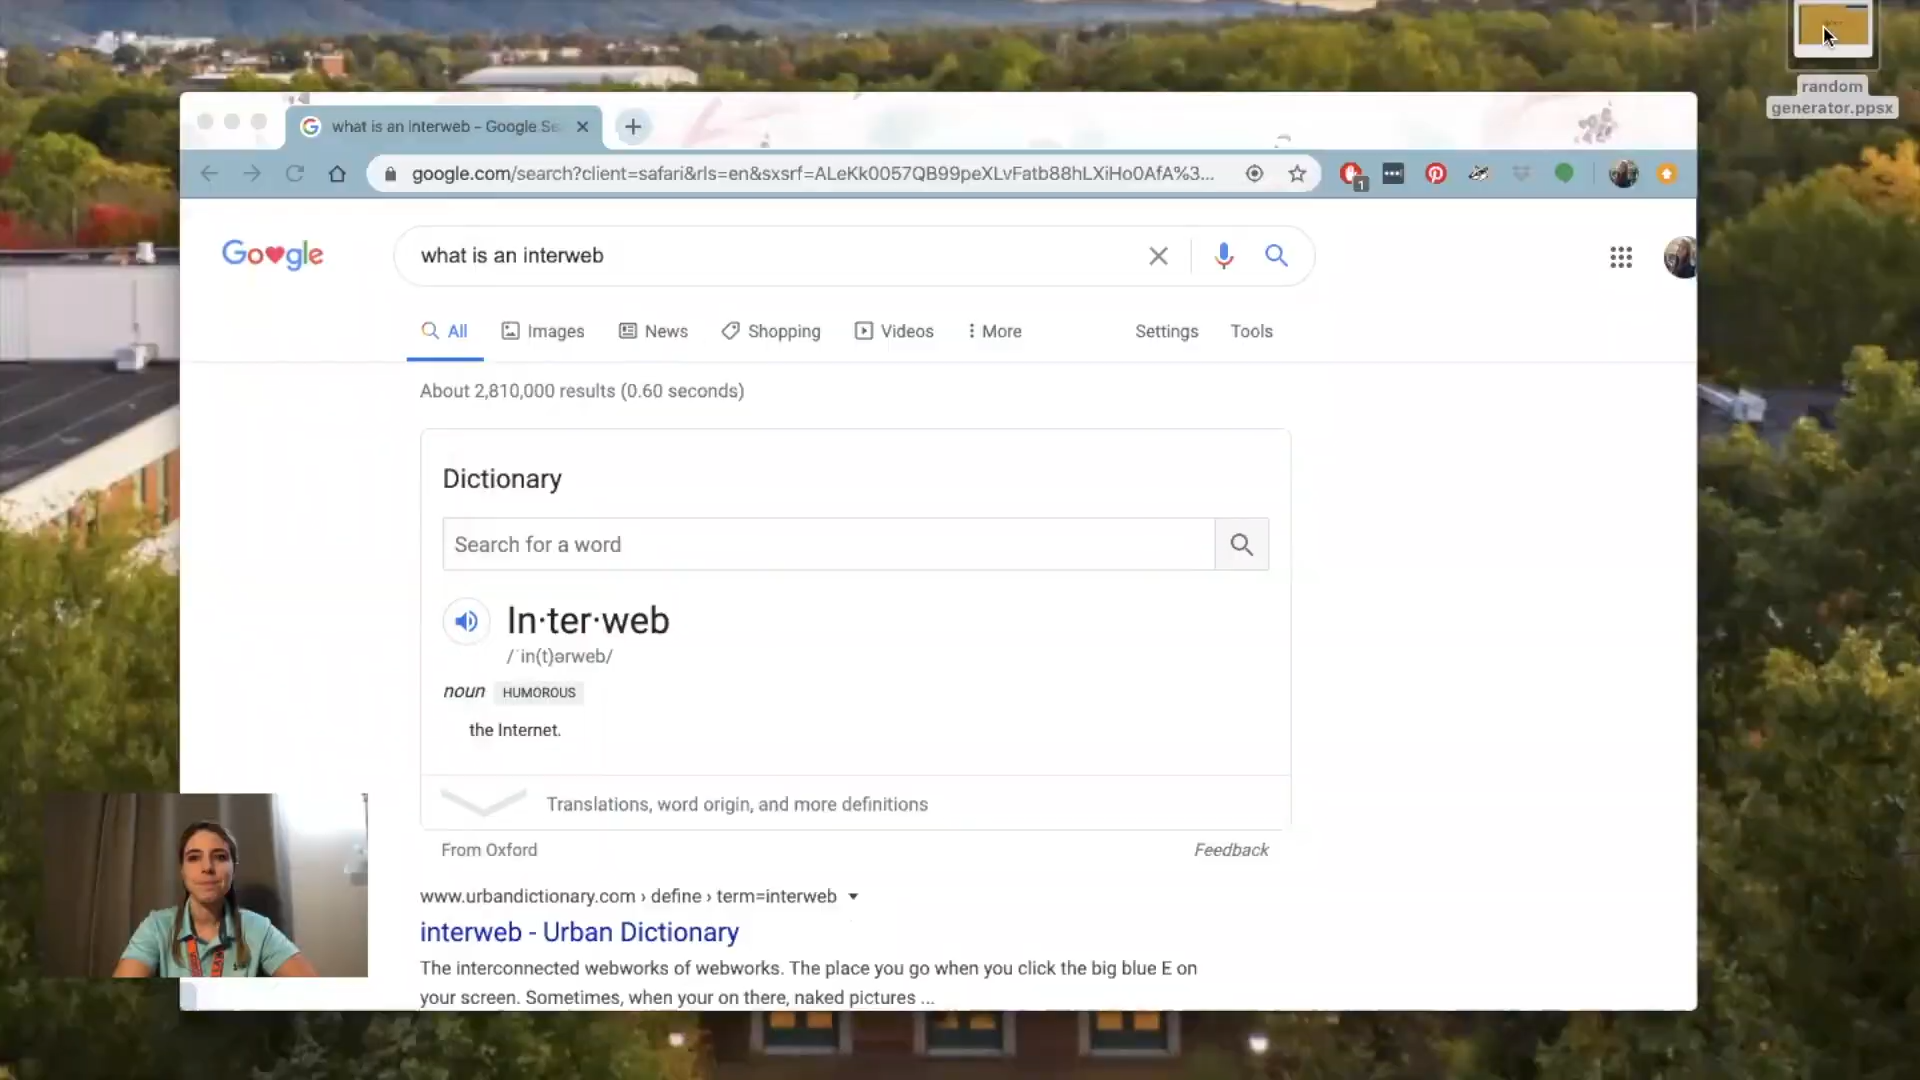 random
generator.ppsx
what is an interweb - Google Se
google.com/search?client=safari&rls=en&sxsrf=ALeKk0057QB99peXLvFatb88hLXiHo0AfA%3...
1
Google
what is an interweb
All Images News Shopping Videos More Settings Tools
About 2,810,000 results (0.60 seconds)
Dictionary
Search for a word
In·ter·web
/ˈin(t)ərweb/
noun HUMOROUS
the Internet.
Translations, word origin, and more definitions
From Oxford Feedback
www.urbandictionary.com › define › term=interweb
interweb - Urban Dictionary
The interconnected webworks of webworks. The place you go when you click the big blue E on
your screen. Sometimes, when your on there, naked pictures ...